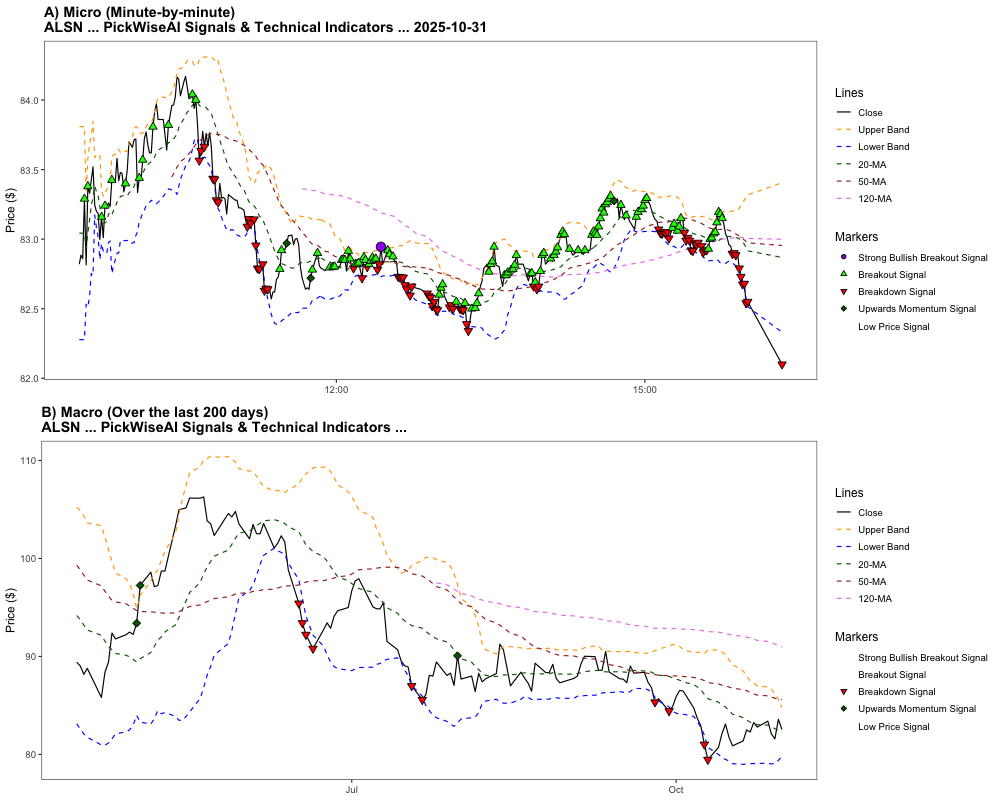 A) Micro (Minute-by-minute)
ALSN ... PickWiseAI Signals & Technical Indicators ... 2025-10-31
Price ($)
84.0
83.5
83.0
82.5
82.0
12:00
15:00
Lines
Close
Upper Band
Lower Band
20-MA
50-MA
120-MA
Markers
Strong Bullish Breakout Signal
Breakout Signal
Breakdown Signal
Upwards Momentum Signal
Low Price Signal
B) Macro (Over the last 200 days)
ALSN ... PickWiseAI Signals & Technical Indicators ...
Price ($)
110
100
90
80
Jul
Oct
Lines
Close
Upper Band
Lower Band
20-MA
50-MA
120-MA
Markers
Strong Bullish Breakout Signal
Breakout Signal
Breakdown Signal
Upwards Momentum Signal
Low Price Signal